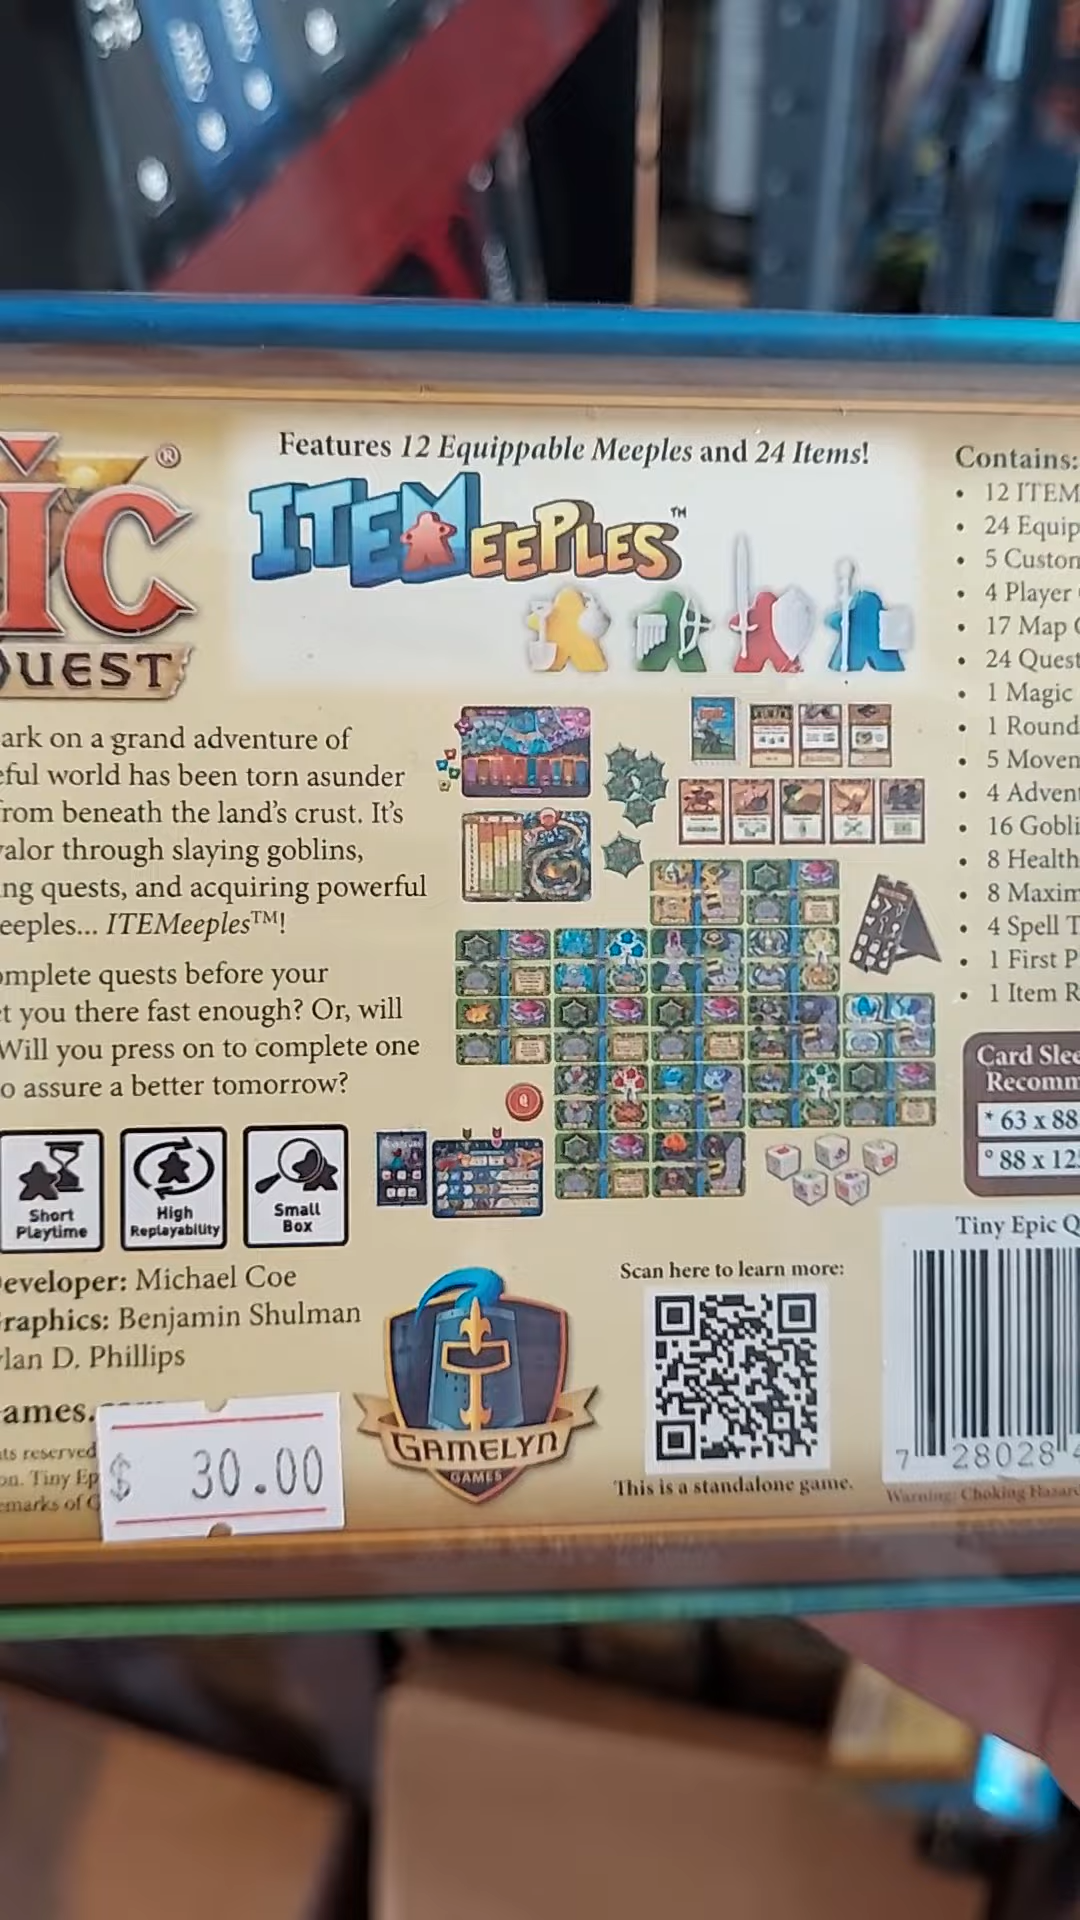 Features 12 Equippable Meeples and 24 Items!
ITEMEEPLES™
IC®
QUEST
ark on a grand adventure of
eful world has been torn asunder
from beneath the land's crust. It's
valor through slaying goblins,
ng quests, and acquiring powerful
eeples... ITEMeeples™!
omplete quests before your
t you there fast enough? Or, will
Will you press on to complete one
o assure a better tomorrow?
Short
Playtime
High
Replayability
Small
Box
eveloper: Michael Coe
raphics: Benjamin Shulman
lan D. Phillips
ames.
ts reserved
on. Tiny Ep
emarks of G
$ 30.00
GAMELYN
GAMES
Scan here to learn more:
This is a standalone game.
Contains:
• 12 ITEM
• 24 Equip
• 5 Custom
• 4 Player
• 17 Map C
• 24 Quest
• 1 Magic
• 1 Round
• 5 Movem
• 4 Advent
• 16 Gobli
• 8 Health
• 8 Maxim
• 4 Spell T
• 1 First P
• 1 Item R
Card Slee
Recomm
* 63 x 88
° 88 x 12
Tiny Epic Q
7 28028
Warning: Choking Hazard